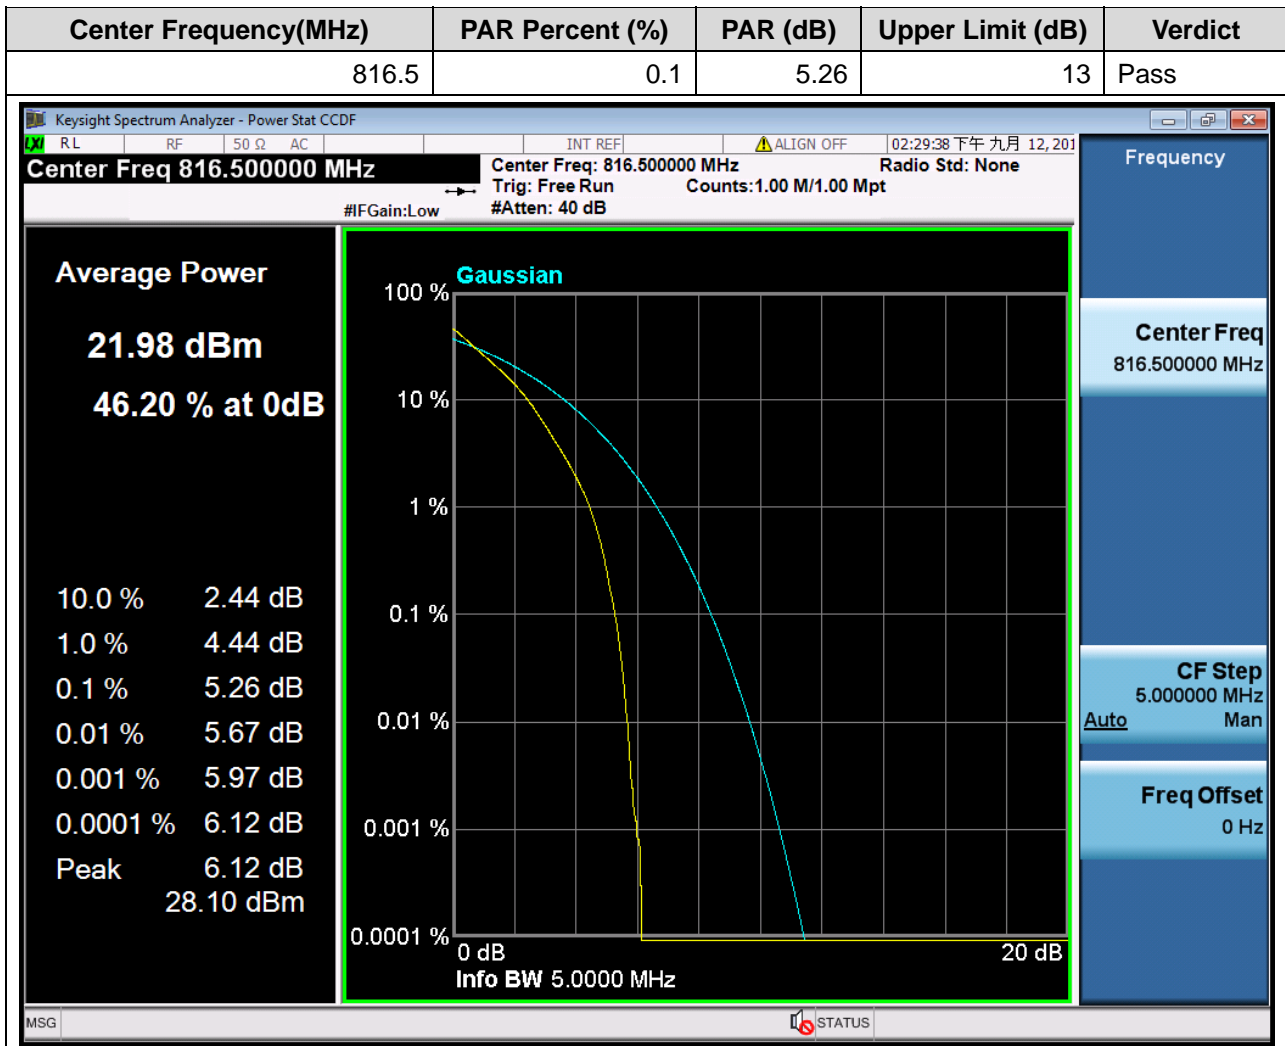 Center Frequency(MHz) PAR Percent (%) PAR (dB) Upper Limit (dB) Verdict
816.5 0.1 5.26 13 Pass
Keysight Spectrum Analyzer - Power Stat CCDF
LXI RL RF 50 Ω AC INT REF ALIGN OFF 02:29:38 下午 九月 12, 201
Center Freq 816.500000 MHz
Center Freq: 816.500000 MHz Radio Std: None
Trig: Free Run Counts:1.00 M/1.00 Mpt
#IFGain:Low #Atten: 40 dB
Average Power
21.98 dBm
46.20 % at 0dB
10.0 % 2.44 dB
1.0 % 4.44 dB
0.1 % 5.26 dB
0.01 % 5.67 dB
0.001 % 5.97 dB
0.0001 % 6.12 dB
Peak 6.12 dB
28.10 dBm
Gaussian
100 %
10 %
1 %
0.1 %
0.01 %
0.001 %
0.0001 %
0 dB 20 dB
Info BW 5.0000 MHz
Frequency
Center Freq
816.500000 MHz
CF Step
5.000000 MHz
Auto Man
Freq Offset
0 Hz
MSG STATUS